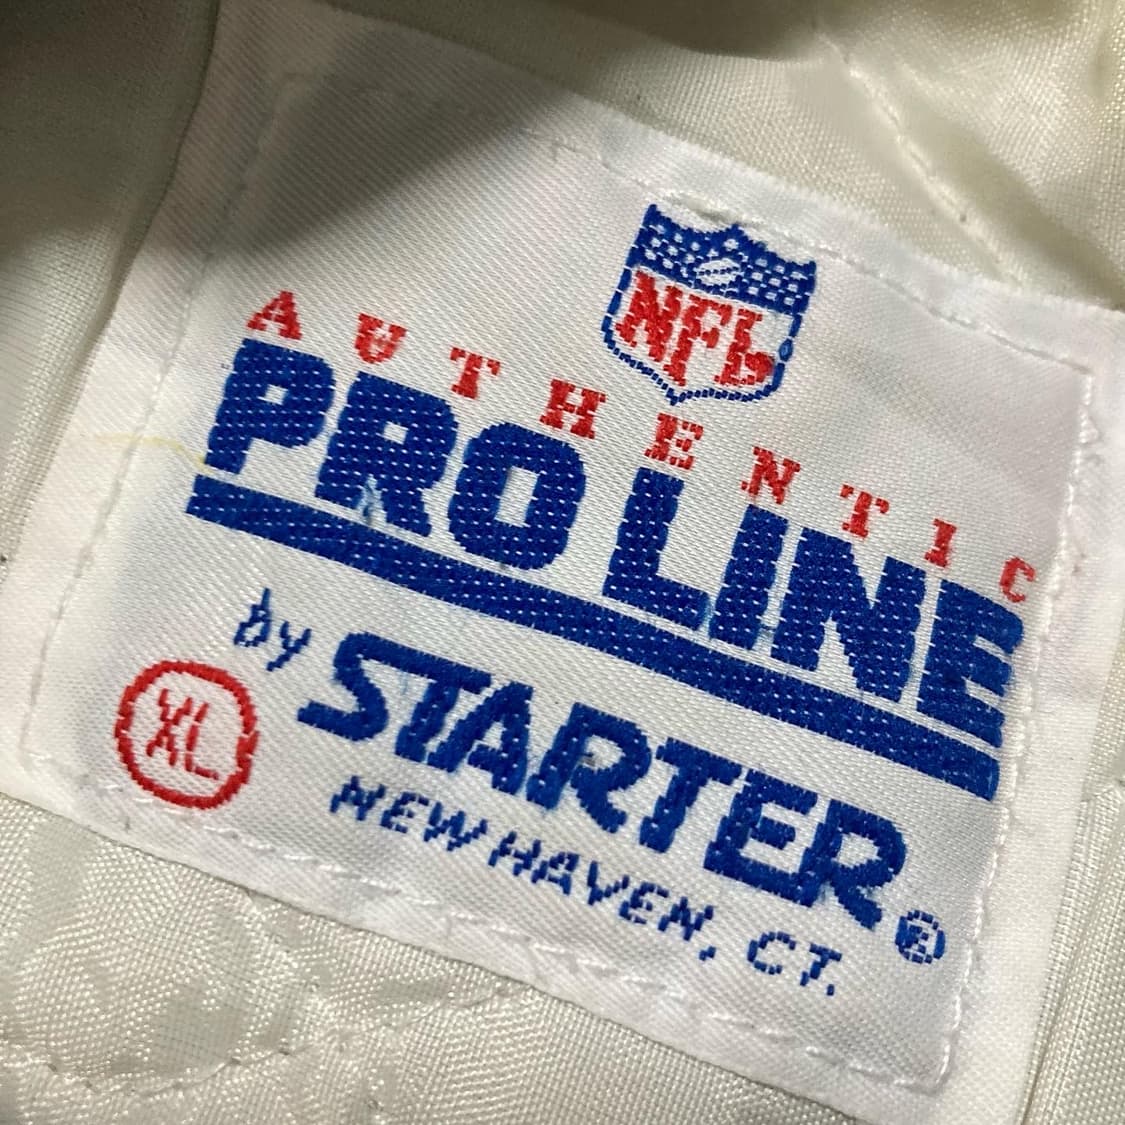 NFL
AUTHENTIC
PRO LINE
by STARTER®
XL
NEW HAVEN, CT.